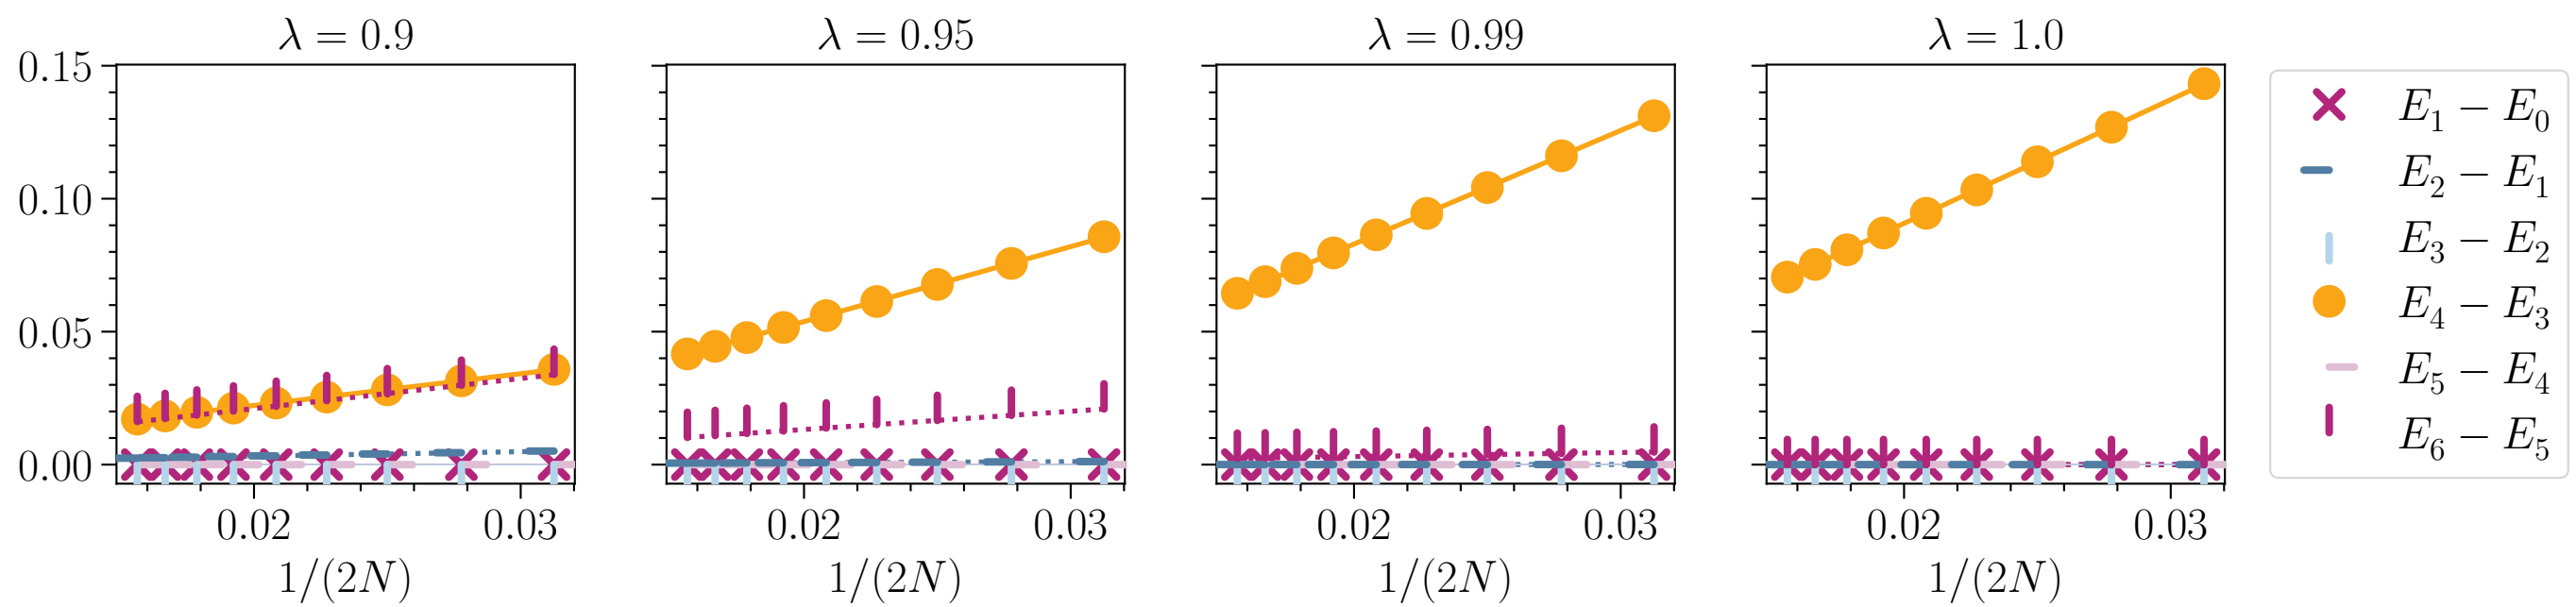 λ = 0.9
λ = 0.95
λ = 0.99
λ = 1.0
0.15
0.10
0.05
0.00
0.02 0.03
0.02 0.03
0.02 0.03
0.02 0.03
1/(2N)
1/(2N)
1/(2N)
1/(2N)
E₁ − E₀
E₂ − E₁
E₃ − E₂
E₄ − E₃
E₅ − E₄
E₆ − E₅